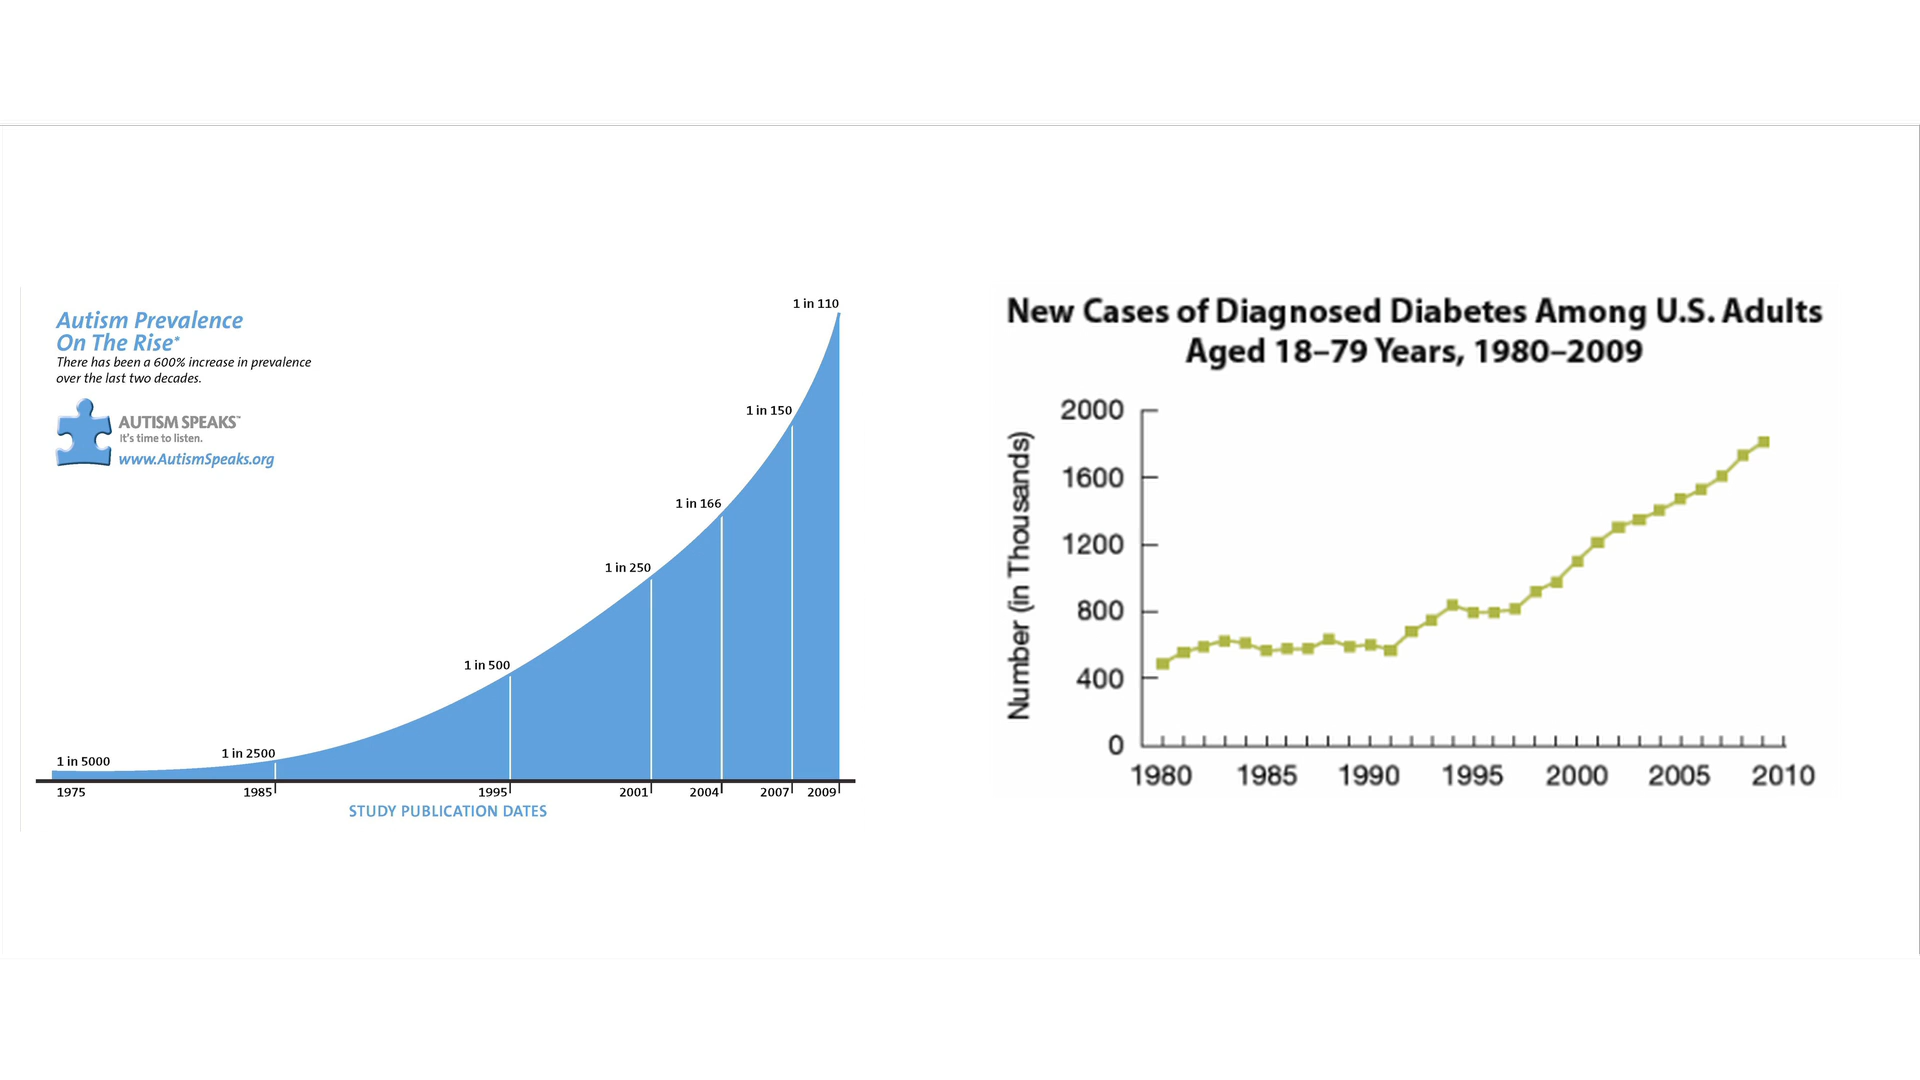 Autism Prevalence
On The Rise*
There has been a 600% increase in prevalence
over the last two decades.
AUTISM SPEAKS™
It's time to listen.
www.AutismSpeaks.org
1 in 5000
1 in 2500
1 in 500
1 in 250
1 in 166
1 in 150
1 in 110
1975 1985 1995 2001 2004 2007 2009
STUDY PUBLICATION DATES
New Cases of Diagnosed Diabetes Among U.S. Adults
Aged 18–79 Years, 1980–2009
Number (in Thousands)
2000
1600
1200
800
400
0
1980 1985 1990 1995 2000 2005 2010